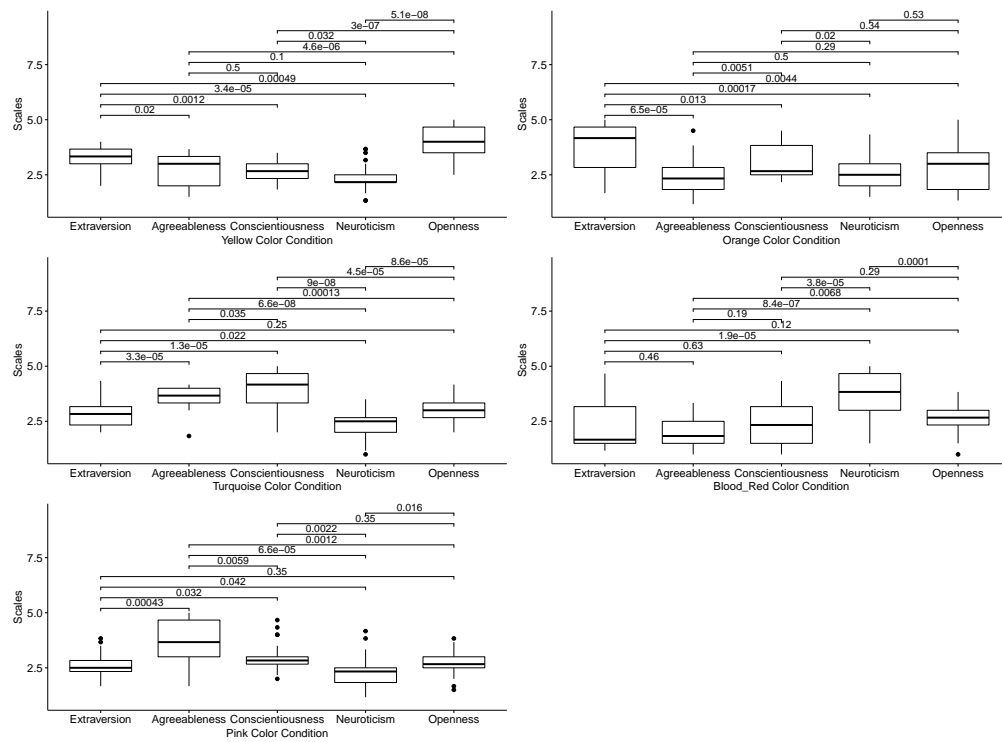 5.1e−08
3e−07
0.032
4.6e−06
0.1
0.5
0.00049
3.4e−05
0.0012
0.02
7.5
5.0
2.5
Scales
Extraversion Agreeableness Conscientiousness Neuroticism Openness
Yellow Color Condition
0.53
0.34
0.02
0.29
0.5
0.0051
0.0044
0.00017
0.013
6.5e−05
7.5
5.0
2.5
Scales
Extraversion Agreeableness Conscientiousness Neuroticism Openness
Orange Color Condition
8.6e−05
4.5e−05
9e−08
0.00013
6.6e−08
0.035
0.25
0.022
1.3e−05
3.3e−05
7.5
5.0
2.5
Scales
Extraversion Agreeableness Conscientiousness Neuroticism Openness
Turquoise Color Condition
0.0001
0.29
3.8e−05
0.0068
8.4e−07
0.19
0.12
1.9e−05
0.63
0.46
7.5
5.0
2.5
Scales
Extraversion Agreeableness Conscientiousness Neuroticism Openness
Blood_Red Color Condition
0.016
0.35
0.0022
0.0012
6.6e−05
0.0059
0.35
0.042
0.032
0.00043
7.5
5.0
2.5
Scales
Extraversion Agreeableness Conscientiousness Neuroticism Openness
Pink Color Condition